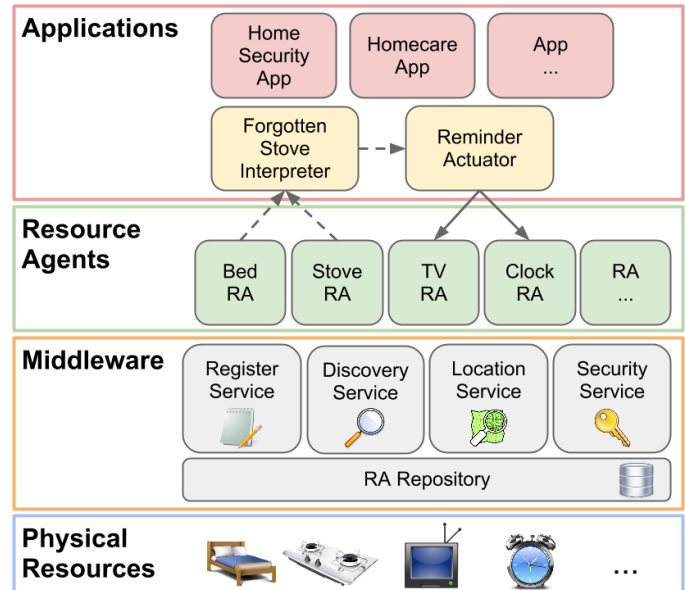 Applications
Home
Security
App
Homecare
App
App
...
Forgotten
Stove
Interpreter
Reminder
Actuator
Resource
Agents
Bed
RA
Stove
RA
TV
RA
Clock
RA
RA
...
Middleware
Register
Service
Discovery
Service
Location
Service
Security
Service
RA Repository
Physical
Resources
...